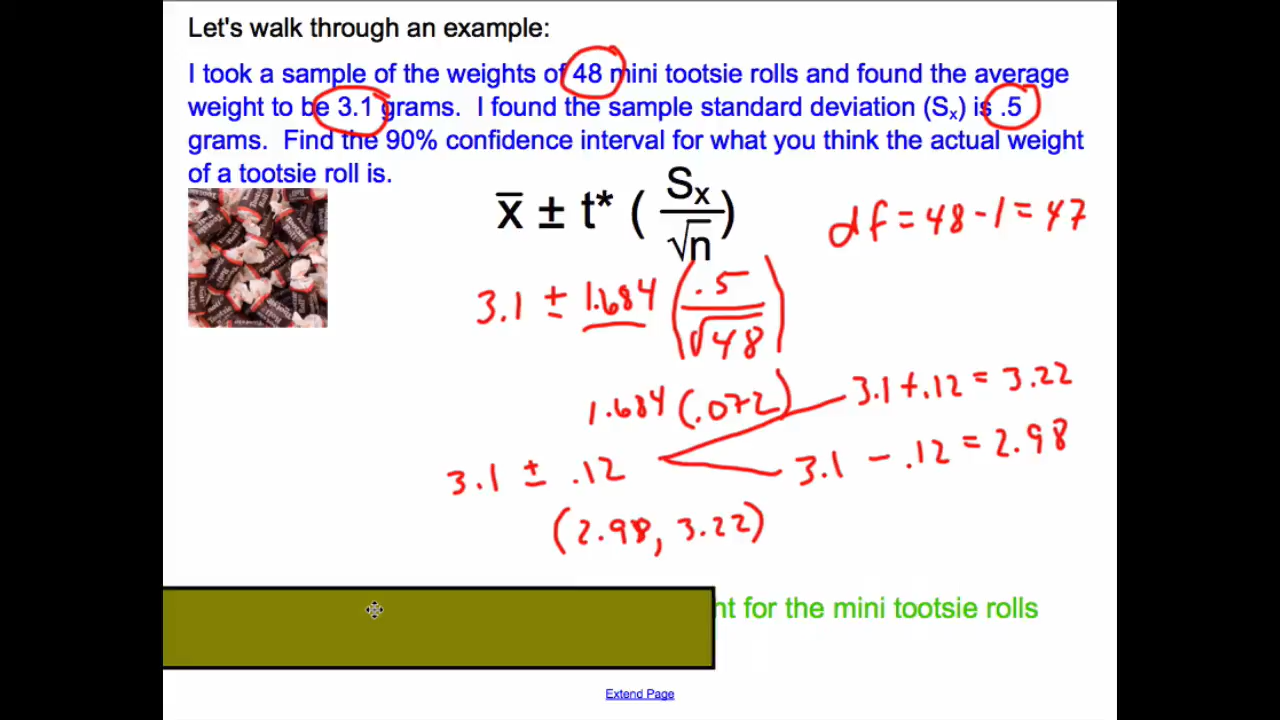 Let's walk through an example:
I took a sample of the weights of 48 mini tootsie rolls and found the average
weight to be 3.1 grams. I found the sample standard deviation (Sₓ) is .5
grams. Find the 90% confidence interval for what you think the actual weight
of a tootsie roll is.
x̅ ± t* ( Sₓ / √n )
df = 48 - 1 = 47
3.1 ± 1.684 ( .5 / √48 )
1.684 (.072)
3.1 + .12 = 3.22
3.1 ± .12
3.1 - .12 = 2.98
(2.98, 3.22)
for the mini tootsie rolls
Extend Page